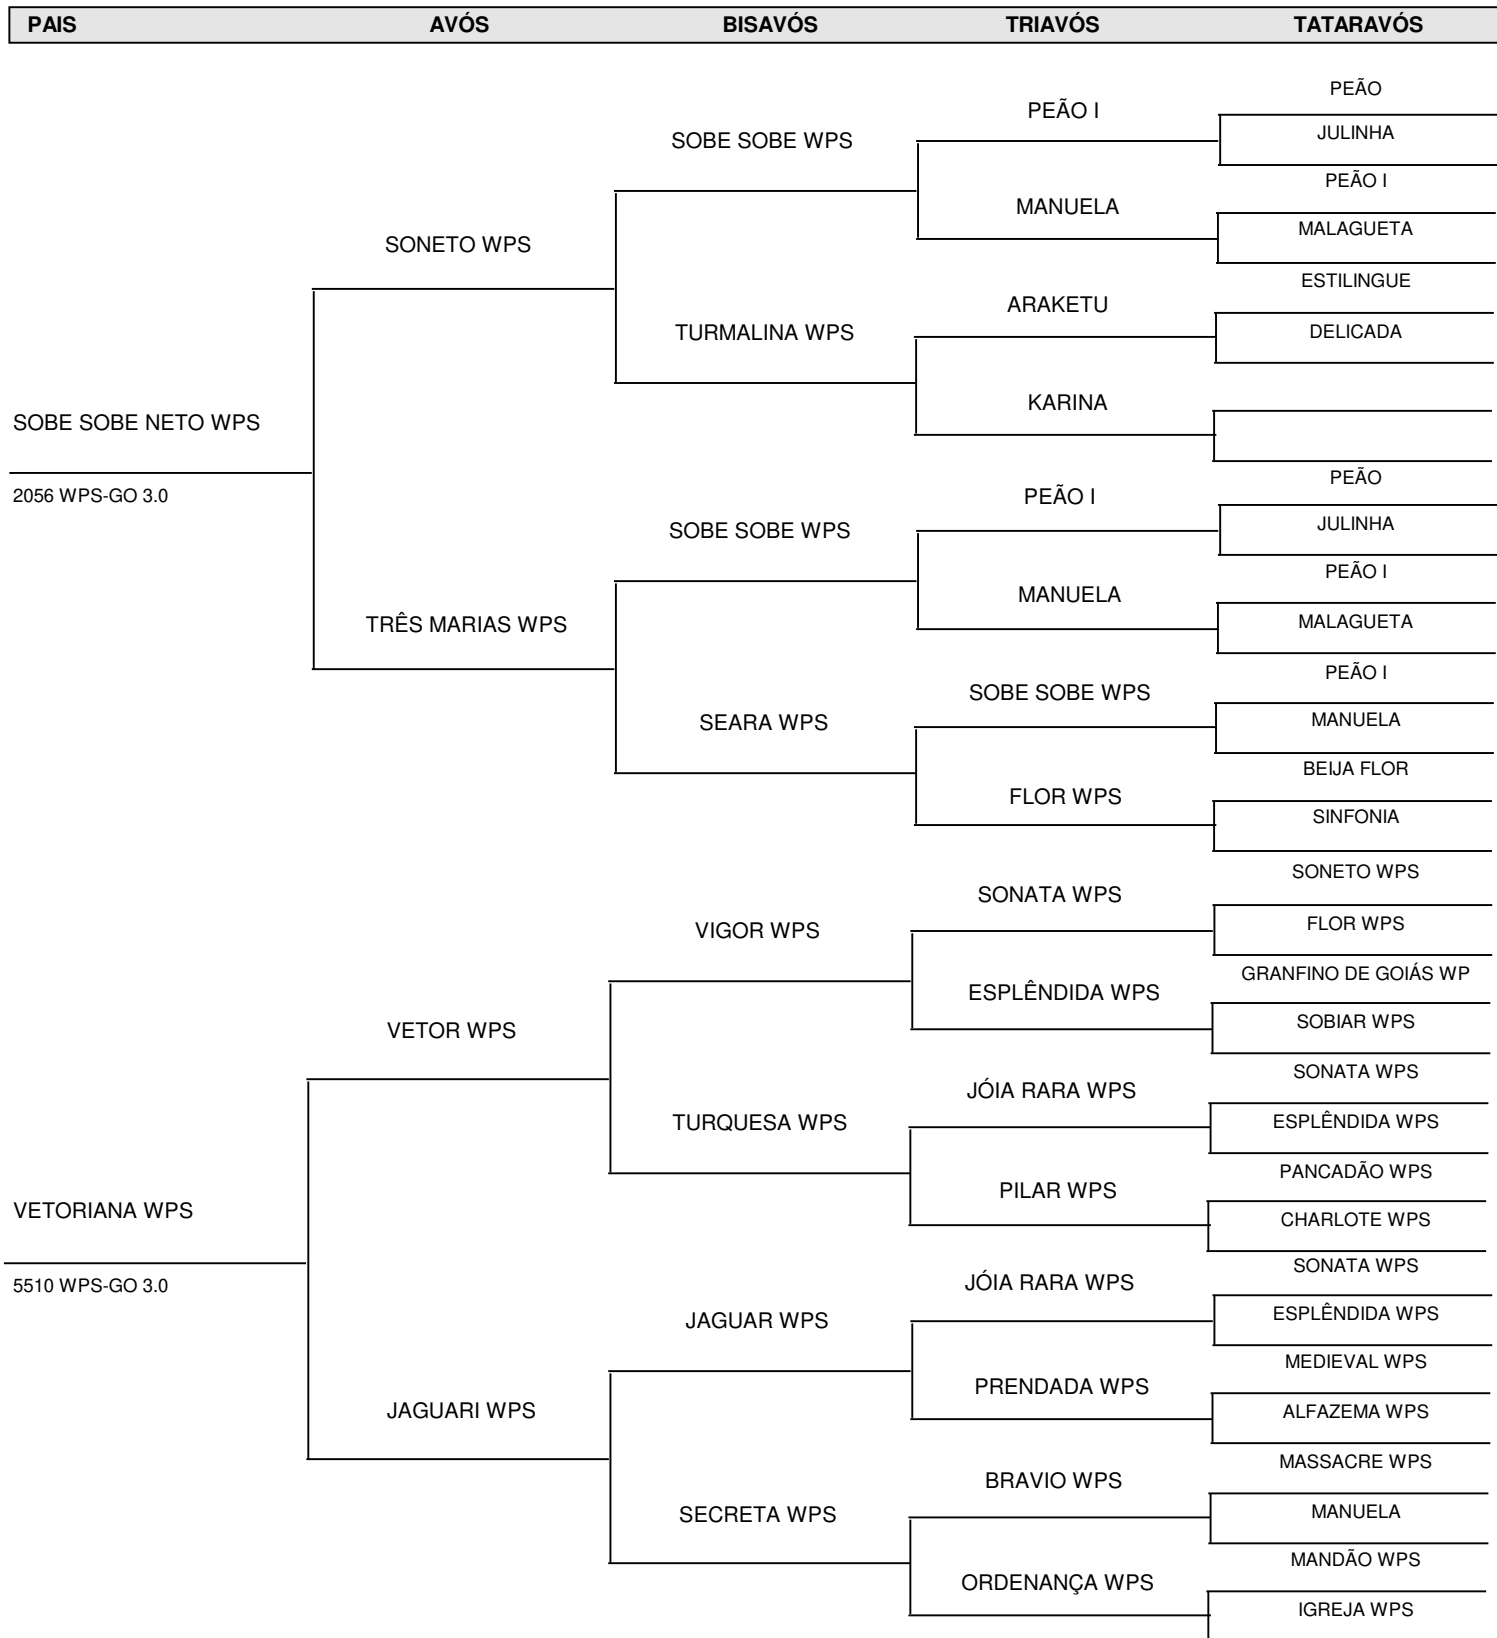 PAIS AVÓS BISAVÓS TRIAVÓS TATARAVÓS
PEÃO
PEÃO I
JULINHA
SOBE SOBE WPS
PEÃO I
MANUELA
MALAGUETA
SONETO WPS
ESTILINGUE
ARAKETU
TURMALINA WPS
DELICADA
KARINA
SOBE SOBE NETO WPS
2056 WPS-GO 3.0
PEÃO
PEÃO I
SOBE SOBE WPS
JULINHA
PEÃO I
MANUELA
TRÊS MARIAS WPS
MALAGUETA
PEÃO I
SOBE SOBE WPS
SEARA WPS
MANUELA
BEIJA FLOR
FLOR WPS
SINFONIA
SONETO WPS
SONATA WPS
VIGOR WPS
FLOR WPS
GRANFINO DE GOIÁS WP
ESPLÊNDIDA WPS
VETOR WPS
SOBIAR WPS
SONATA WPS
JÓIA RARA WPS
TURQUESA WPS
ESPLÊNDIDA WPS
PANCADÃO WPS
PILAR WPS
VETORIANA WPS
CHARLOTE WPS
5510 WPS-GO 3.0
SONATA WPS
JÓIA RARA WPS
JAGUAR WPS
ESPLÊNDIDA WPS
MEDIEVAL WPS
PRENDADA WPS
JAGUARI WPS
ALFAZEMA WPS
MASSACRE WPS
BRAVIO WPS
SECRETA WPS
MANUELA
MANDÃO WPS
ORDENANÇA WPS
IGREJA WPS